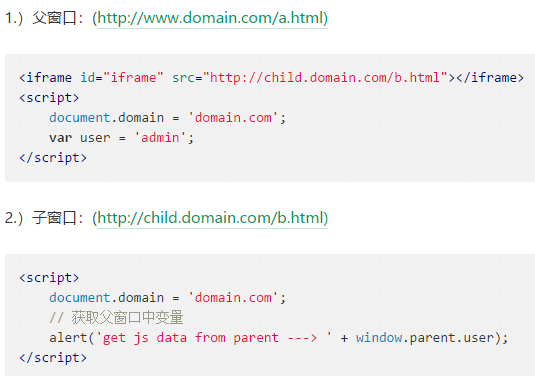 1.）父窗口：(http://www.domain.com/a.html)
<iframe id="iframe" src="http://child.domain.com/b.html"></iframe>
<script>
    document.domain = 'domain.com';
    var user = 'admin';
</script>
2.）子窗口：(http://child.domain.com/b.html)
<script>
    document.domain = 'domain.com';
    // 获取父窗口中变量
    alert('get js data from parent ---> ' + window.parent.user);
</script>